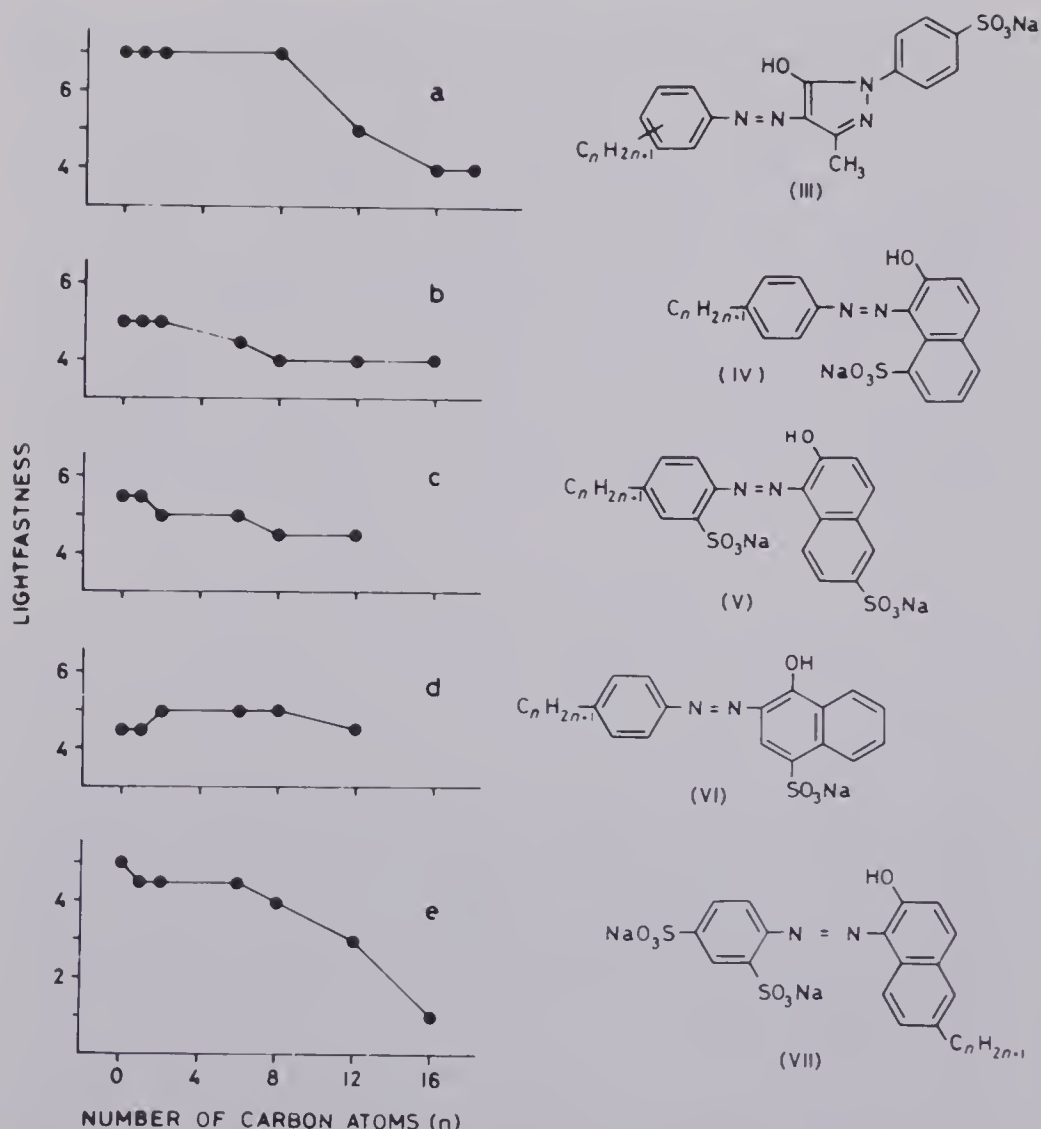 6
4
a
HO
N
N = N
N
CnH2n+1
CH3
SO3Na
(III)
6
4
b
CnH2n+1
N = N
HO
NaO3S
(IV)
LIGHTFASTNESS
6
4
c
CnH2n+1
N = N
HO
SO3Na
SO3Na
(V)
6
4
d
CnH2n+1
N = N
OH
SO3Na
(VI)
4
2
e
NaO3S
N = N
HO
SO3Na
CnH2n+1
(VII)
0 4 8 12 16
NUMBER OF CARBON ATOMS (n)